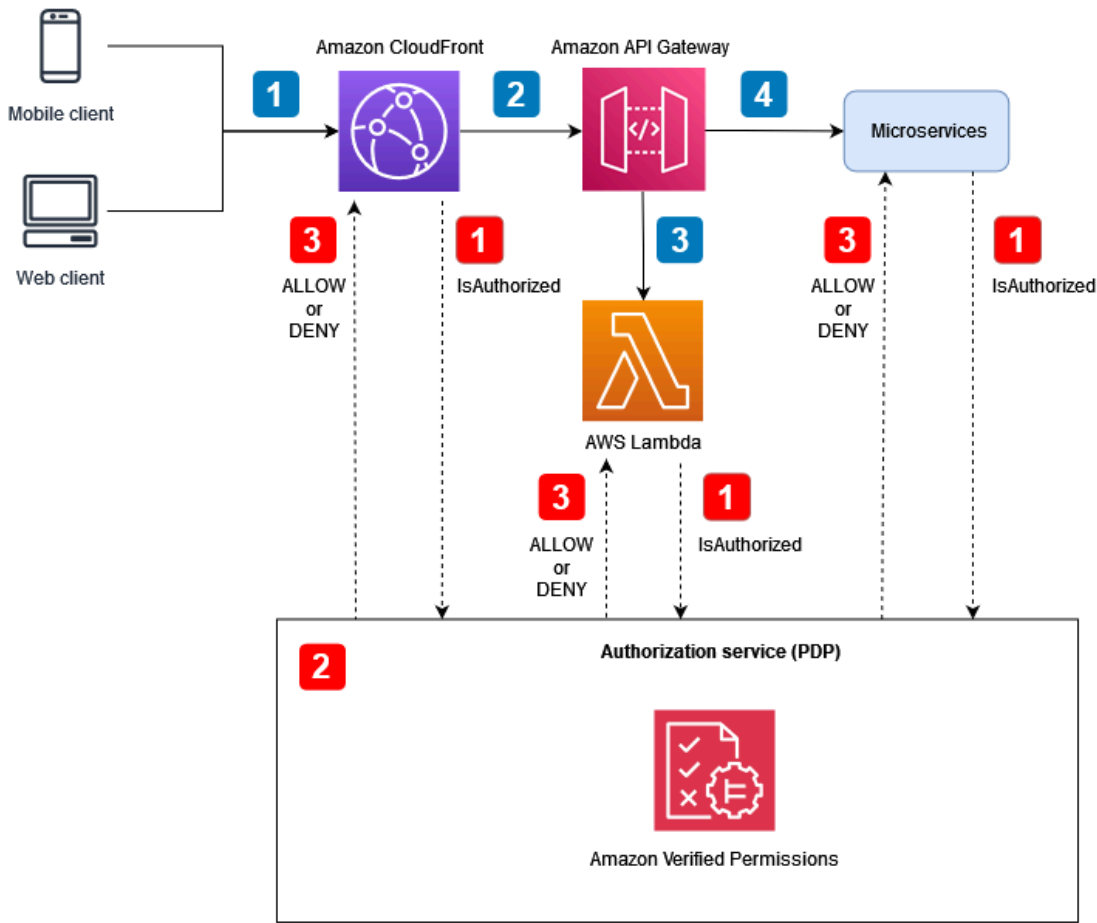 Amazon CloudFront
Amazon API Gateway
Mobile client
1
2
4
</>
Microservices
Web client
3
1
3
3
1
ALLOW
or
DENY
IsAuthorized
ALLOW
or
DENY
IsAuthorized
AWS Lambda
3
1
ALLOW
or
DENY
IsAuthorized
2
Authorization service (PDP)
Amazon Verified Permissions